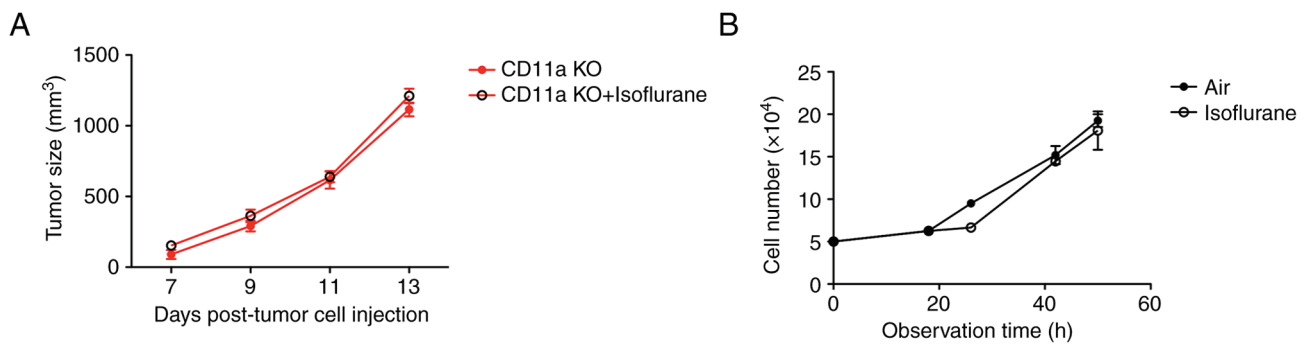 A
Tumor size (mm³)
1500
1000
500
0
7 9 11 13
Days post-tumor cell injection
CD11a KO
CD11a KO+Isoflurane
B
Cell number (×10⁴)
25
20
15
10
5
0
0 20 40 60
Observation time (h)
Air
Isoflurane